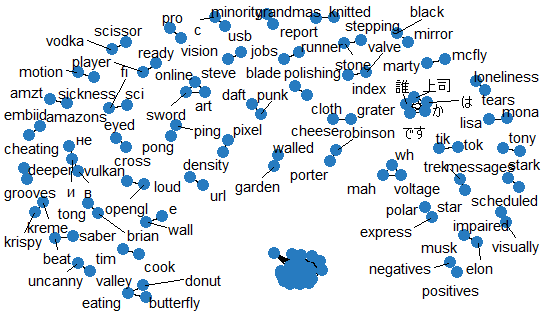 pro c minority grandmas knitted black
scissor vodka usb report stepping mirror
player ready vision jobs runner stone valve
motion fi online steve blade polishing marty mcfly
amzt sickness sci art daft punk index 誰 上司 loneliness
embiid amazons sword cloth grater は か tears
cheating не eyed pong ping pixel cheese robinson です lisa mona
deeper vulkan cross walled porter tik tok tony
grooves и в loud density garden wh trek messages stark
kreme tong opengl e url mah voltage scheduled
krispy saber brian wall polar star impaired visually
beat tim express musk
uncanny valley cook donut negatives elon
eating butterfly positives